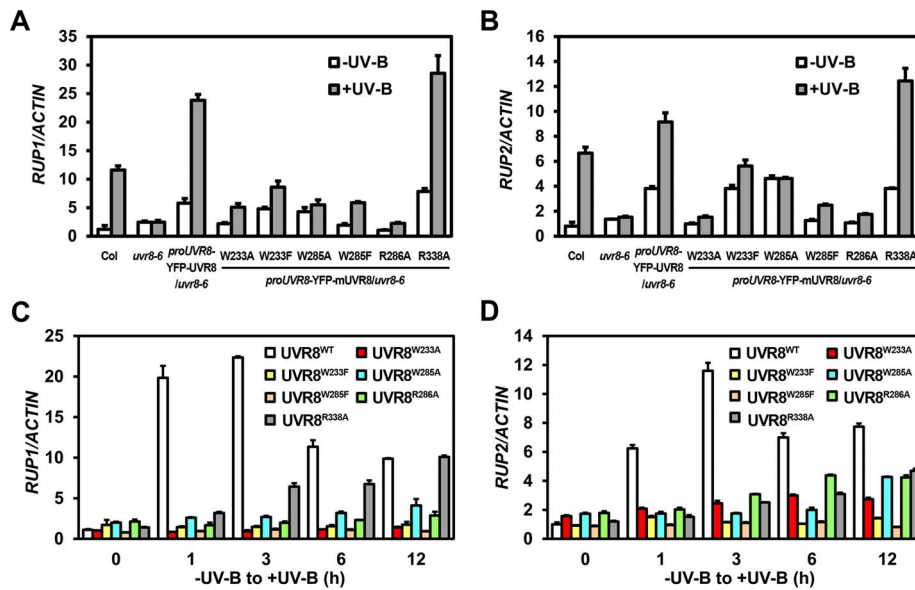 A
RUP1/ACTIN
35
30
25
20
15
10
5
0
-UV-B
+UV-B
Col
uvr8-6
proUVR8-
YFP-UVR8
/uvr8-6
W233A W233F W285A W285F R286A R338A
proUVR8-YFP-mUVR8/uvr8-6
B
RUP2/ACTIN
16
14
12
10
8
6
4
2
0
-UV-B
+UV-B
Col
uvr8-6
proUVR8-
YFP-UVR8
/uvr8-6
W233A W233F W285A W285F R286A R338A
proUVR8-YFP-mUVR8/uvr8-6
C
RUP1/ACTIN
25
20
15
10
5
0
UVR8WT UVR8W233A
UVR8W233F UVR8W285A
UVR8W285F UVR8R286A
UVR8R338A
0 1 3 6 12
-UV-B to +UV-B (h)
D
RUP2/ACTIN
14
12
10
8
6
4
2
0
UVR8WT UVR8W233A
UVR8W233F UVR8W285A
UVR8W285F UVR8R286A
UVR8R338A
0 1 3 6 12
-UV-B to +UV-B (h)